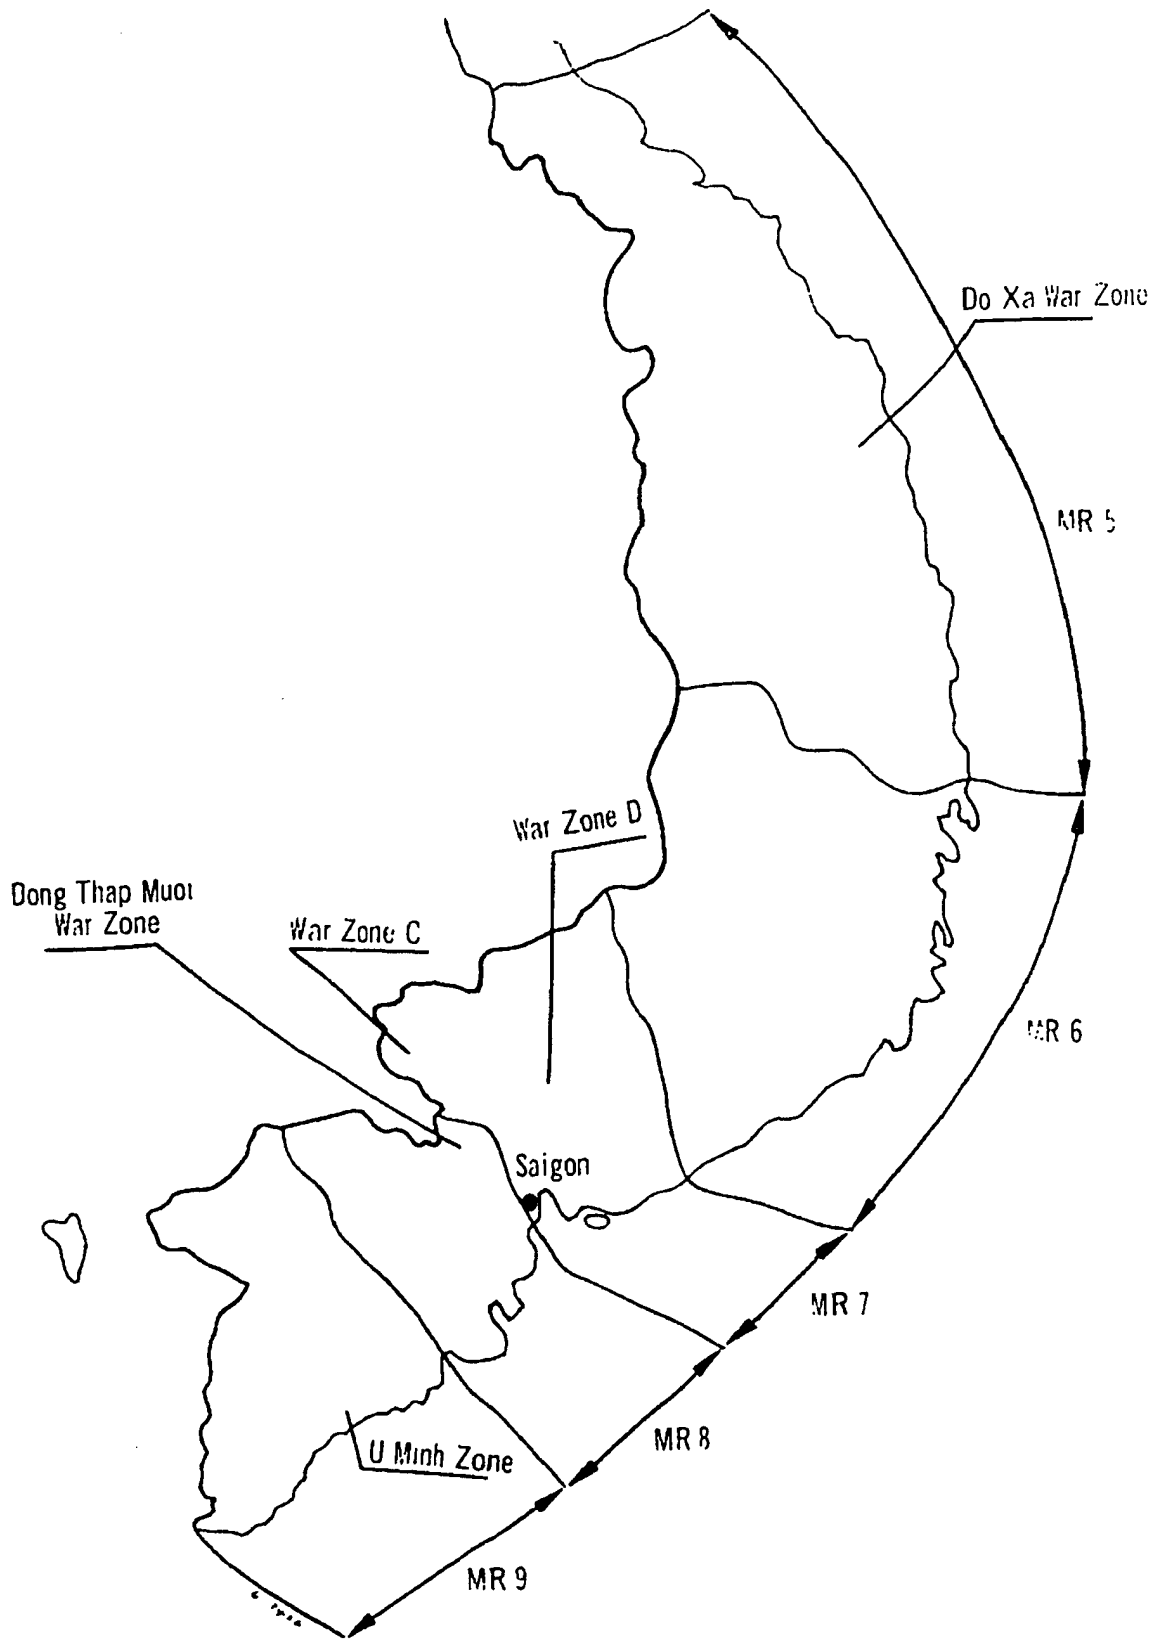 Do Xa War Zone
MR 5
War Zone D
Dong Thap Muoi
War Zone
War Zone C
MR 6
Saigon
MR 7
MR 8
U Minh Zone
MR 9